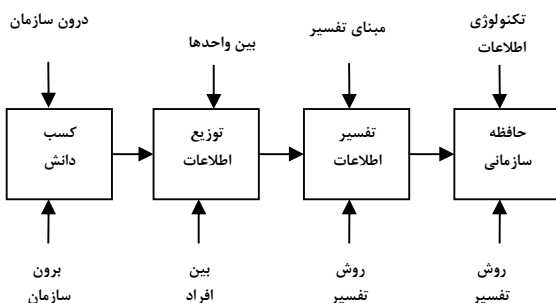 درون سازمان
بین واحدها
مبنای تفسیر
تکنولوژی
اطلاعات
کسب
دانش
توزیع
اطلاعات
تفسیر
اطلاعات
حافظه
سازمانی
برون
سازمان
بین
افراد
روش
تفسیر
روش
تفسیر